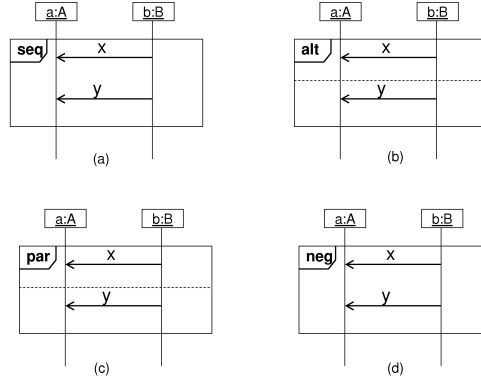 a:A b:B
seq x
y
(a)
a:A b:B
alt x
y
(b)
a:A b:B
par x
y
(c)
a:A b:B
neg x
y
(d)